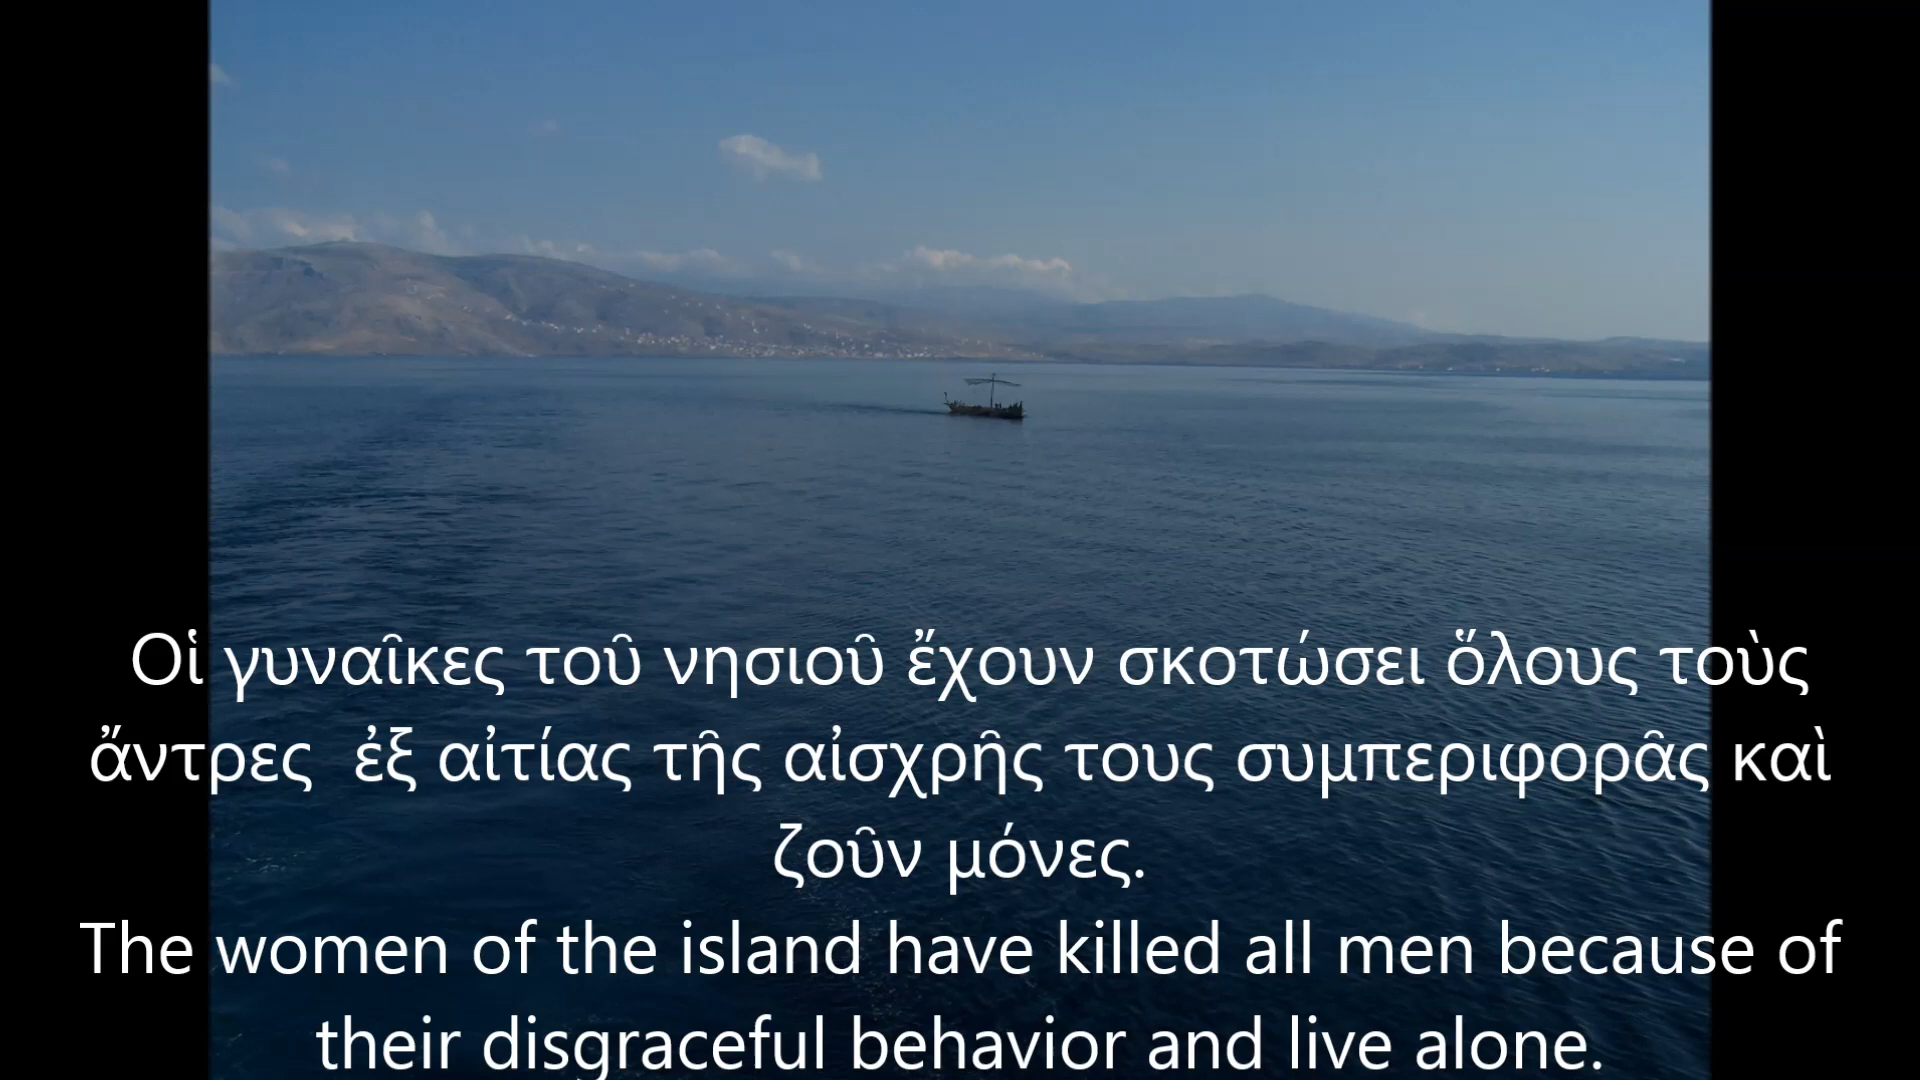 Οἱ γυναῖκες τοῦ νησιοῦ ἔχουν σκοτώσει ὅλους τοὺς
ἄντρες  ἐξ αἰτίας τῆς αἰσχρῆς τους συμπεριφορᾶς καὶ
ζοῦν μόνες.
The women of the island have killed all men because of
their disgraceful behavior and live alone.